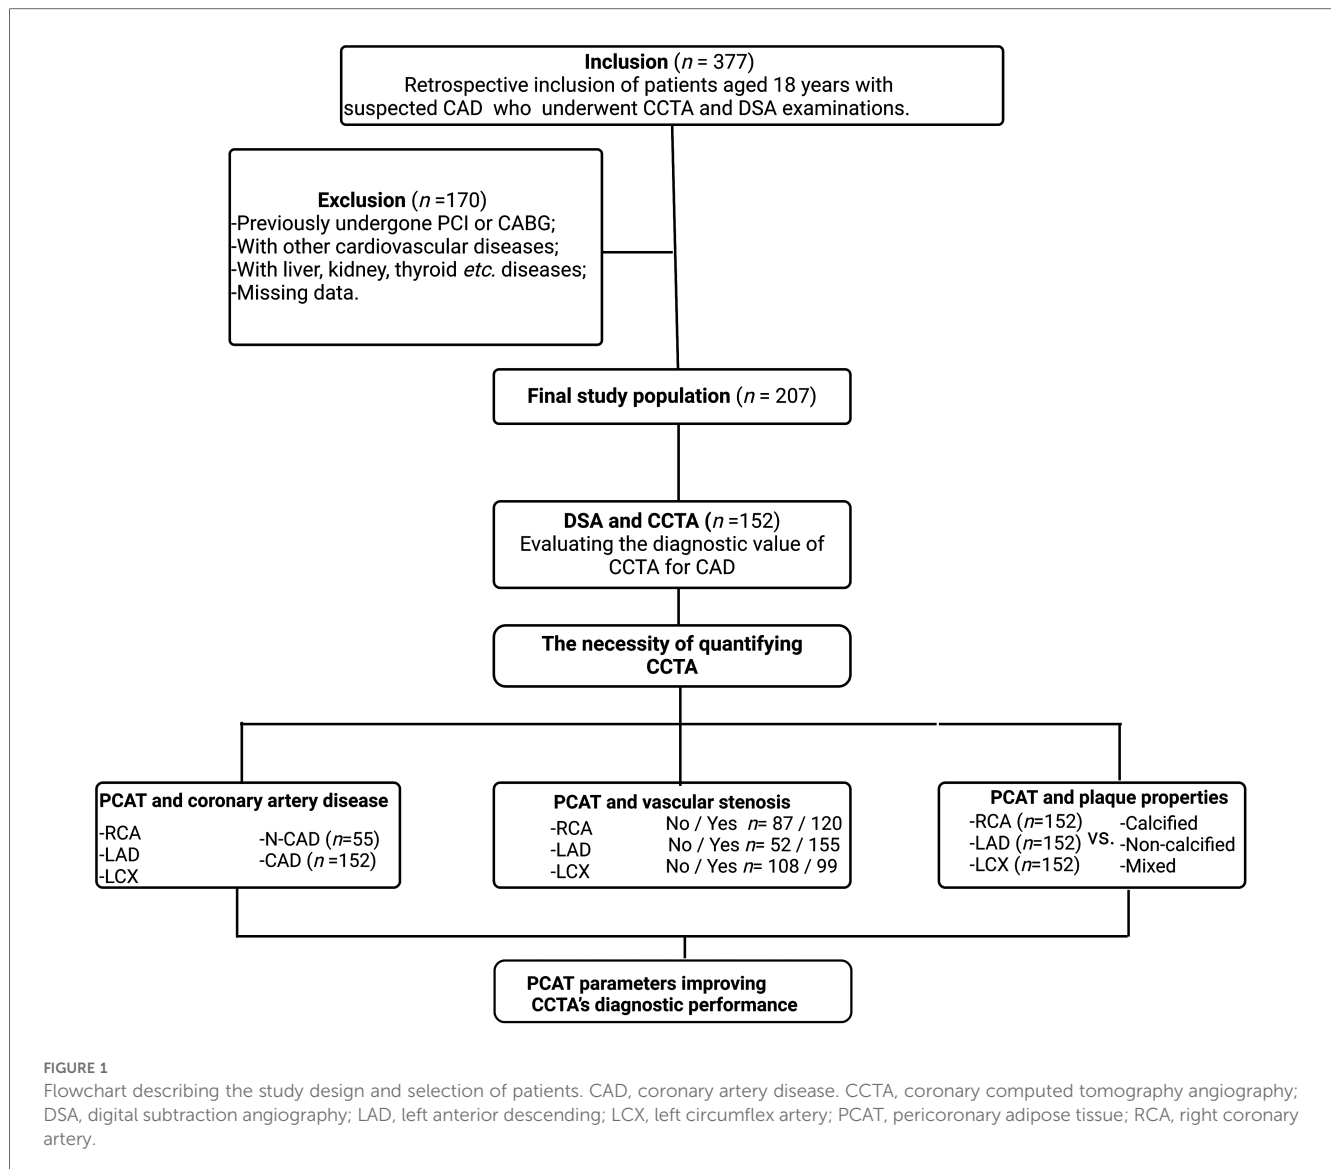 Inclusion (n = 377)
Retrospective inclusion of patients aged 18 years with
suspected CAD who underwent CCTA and DSA examinations.
Exclusion (n =170)
-Previously undergone PCI or CABG;
-With other cardiovascular diseases;
-With liver, kidney, thyroid etc. diseases;
-Missing data.
Final study population (n = 207)
DSA and CCTA (n =152)
Evaluating the diagnostic value of
CCTA for CAD
The necessity of quantifying
CCTA
PCAT and coronary artery disease
-RCA
-LAD
-LCX
-N-CAD (n=55)
-CAD (n =152)
PCAT and vascular stenosis
-RCA No / Yes n= 87 / 120
-LAD No / Yes n= 52 / 155
-LCX No / Yes n= 108 / 99
PCAT and plaque properties
-RCA (n=152)
-LAD (n=152)
-LCX (n=152)
vs.
-Calcified
-Non-calcified
-Mixed
PCAT parameters improving
CCTA's diagnostic performance
FIGURE 1
Flowchart describing the study design and selection of patients. CAD, coronary artery disease. CCTA, coronary computed tomography angiography;
DSA, digital subtraction angiography; LAD, left anterior descending; LCX, left circumflex artery; PCAT, pericoronary adipose tissue; RCA, right coronary
artery.